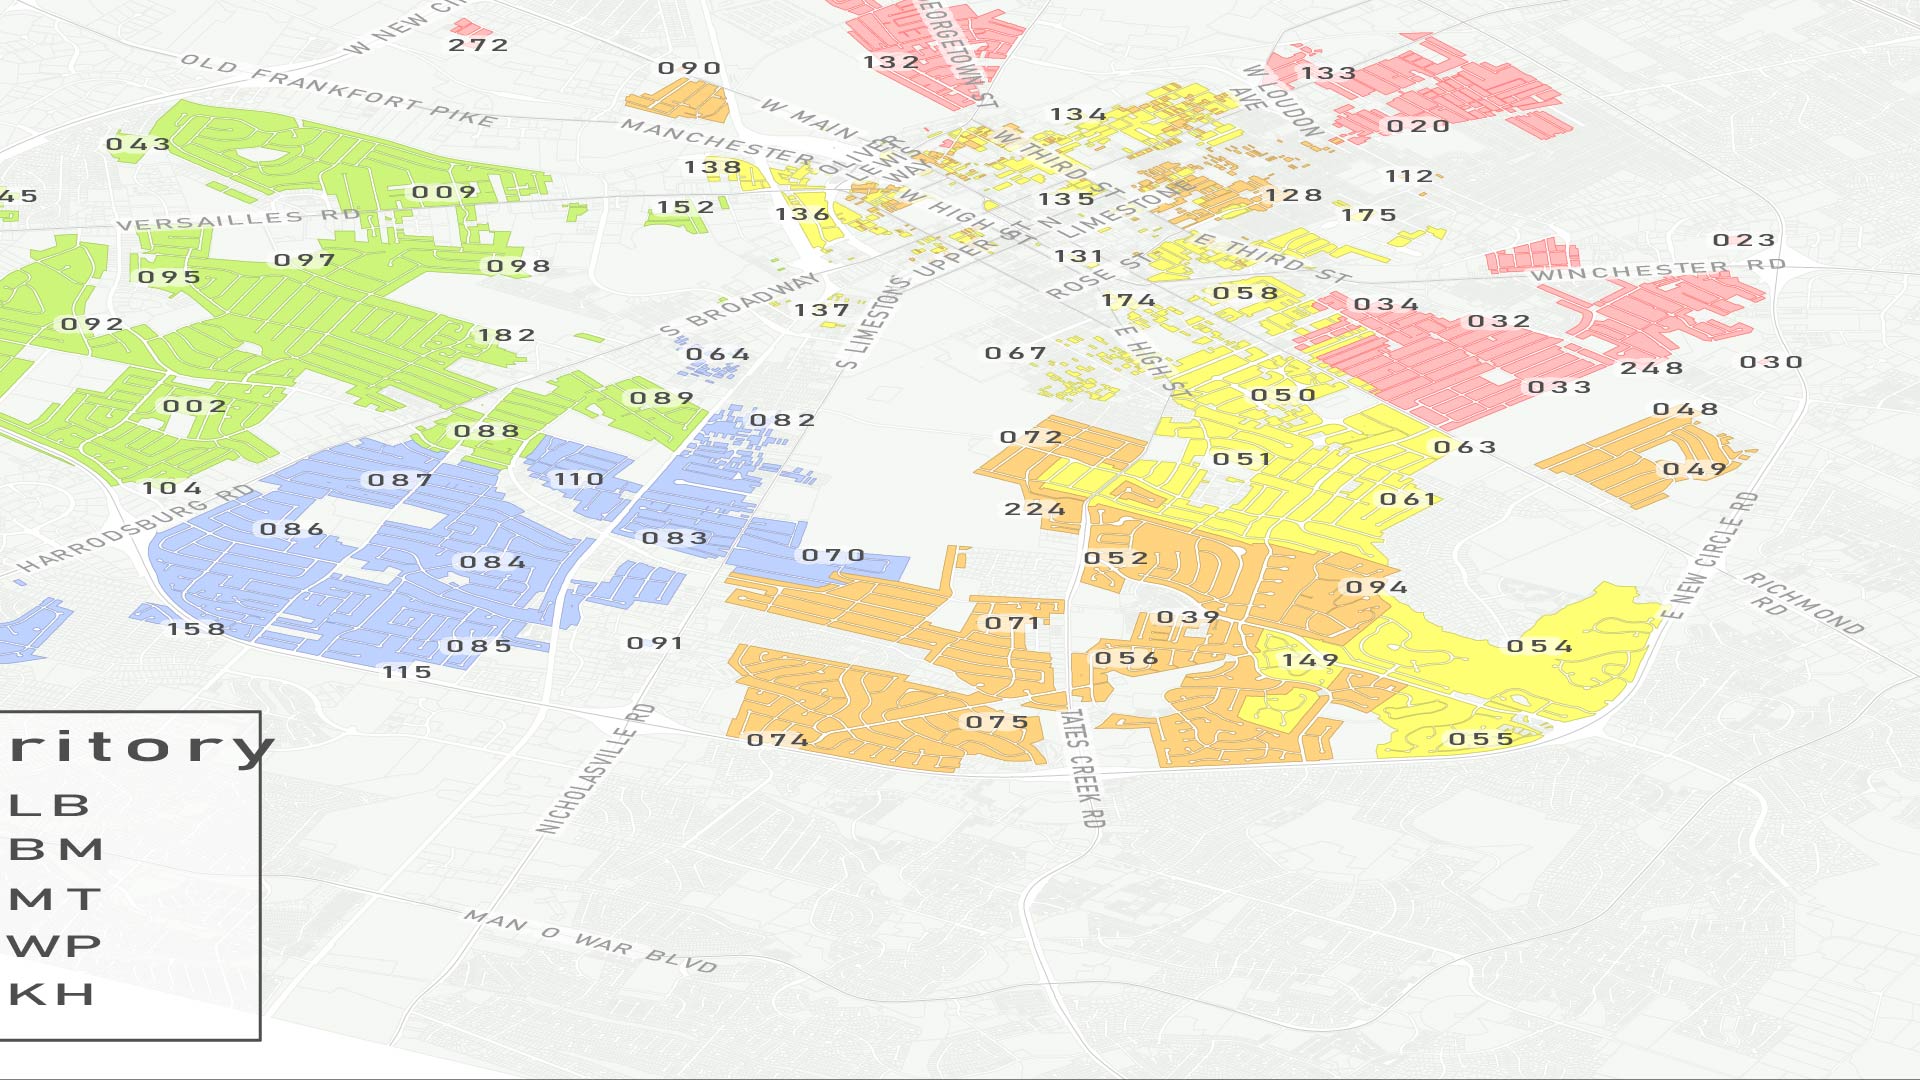 W NEW CI
272
OLD FRANKFORT PIKE
090
132
GEORGETOWN ST
133
W LOUDON
AVE
020
134
W MAIN
MANCHESTER
043
138
OLIVER
LEWIS
WAY
W THIRD ST
45
009
VERSAILLES RD
152
136
W HIGH ST
135
N
LIMESTONE
128
112
175
023
WINCHESTER RD
095
097
098
131
ROSE ST
E THIRD ST
UPPER ST
174
058
034
032
092
182
S BROADWAY
137
S LIMESTONE
064
067
E HIGH ST
033
248
030
002
089
050
048
088
082
072
051
063
049
104
087
110
224
061
HARRODSBURG RD
086
083
070
052
E NEW CIRCLE RD
084
094
RICHMOND
RD
158
085
091
071
039
054
115
056
149
074
075
055
NICHOLASVILLE RD
TATES CREEK RD
ritory
LB
BM
MT
WP
KH
MAN O WAR BLVD